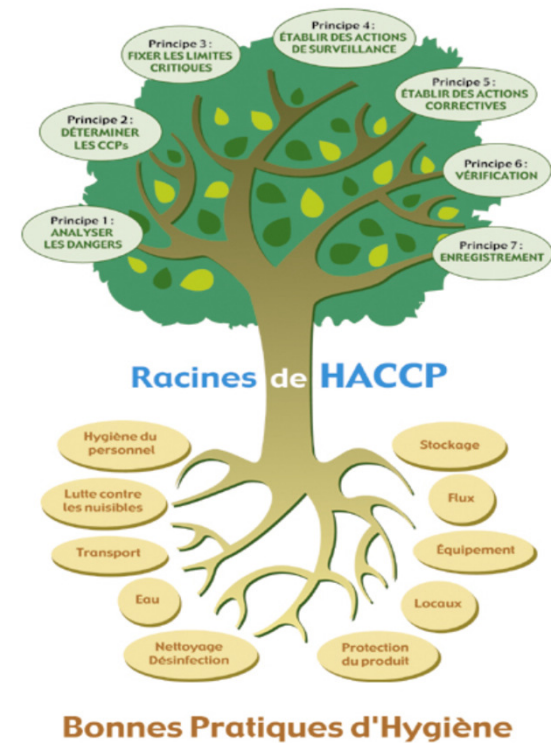 Principe 4 :
ÉTABLIR DES ACTIONS
DE SURVEILLANCE
Principe 3 :
FIXER LES LIMITES
CRITIQUES
Principe 5 :
ÉTABLIR DES ACTIONS
CORRECTIVES
Principe 2 :
DÉTERMINER
LES CCPs
Principe 6 :
VÉRIFICATION
Principe 1 :
ANALYSER
LES DANGERS
Principe 7 :
ENREGISTREMENT
Racines de HACCP
Hygiène du
personnel
Stockage
Lutte contre
les nuisibles
Flux
Transport
Équipement
Eau
Locaux
Nettoyage
Désinfection
Protection
du produit
Bonnes Pratiques d'Hygiène